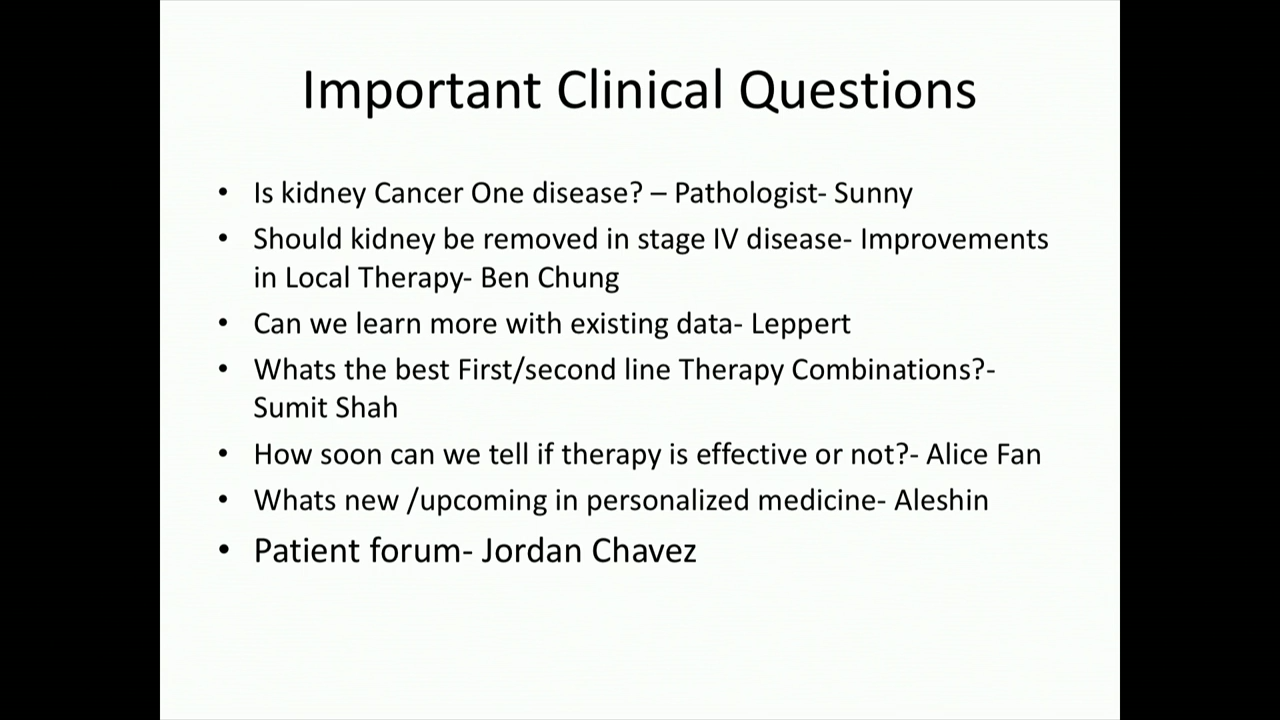 Important Clinical Questions
• Is kidney Cancer One disease? – Pathologist- Sunny
• Should kidney be removed in stage IV disease- Improvements
in Local Therapy- Ben Chung
• Can we learn more with existing data- Leppert
• Whats the best First/second line Therapy Combinations?-
Sumit Shah
• How soon can we tell if therapy is effective or not?- Alice Fan
• Whats new /upcoming in personalized medicine- Aleshin
• Patient forum- Jordan Chavez